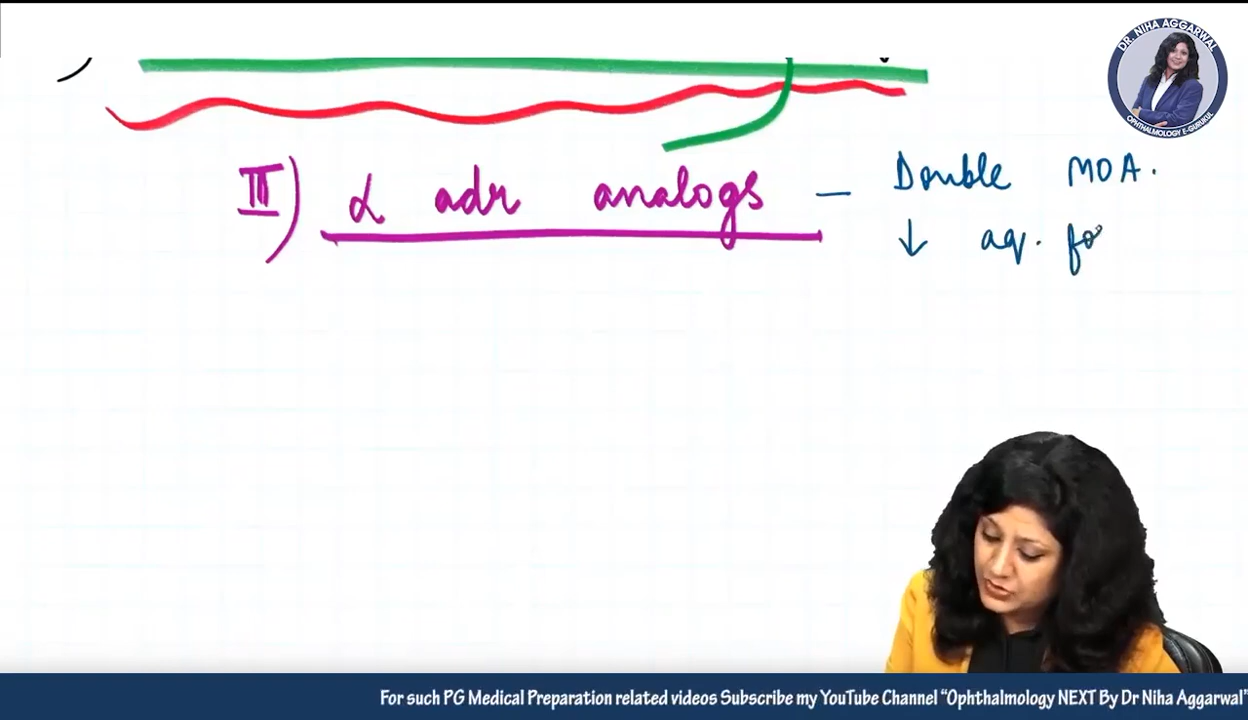 DR. NIHA AGGARWAL
OPHTHALMOLOGY E-GURUKUL
III) α adr analogs – Double MOA.
↓ aq. fo
For such PG Medical Preparation related videos Subscribe my YouTube Channel “Ophthalmology NEXT By Dr Niha Aggarwal”